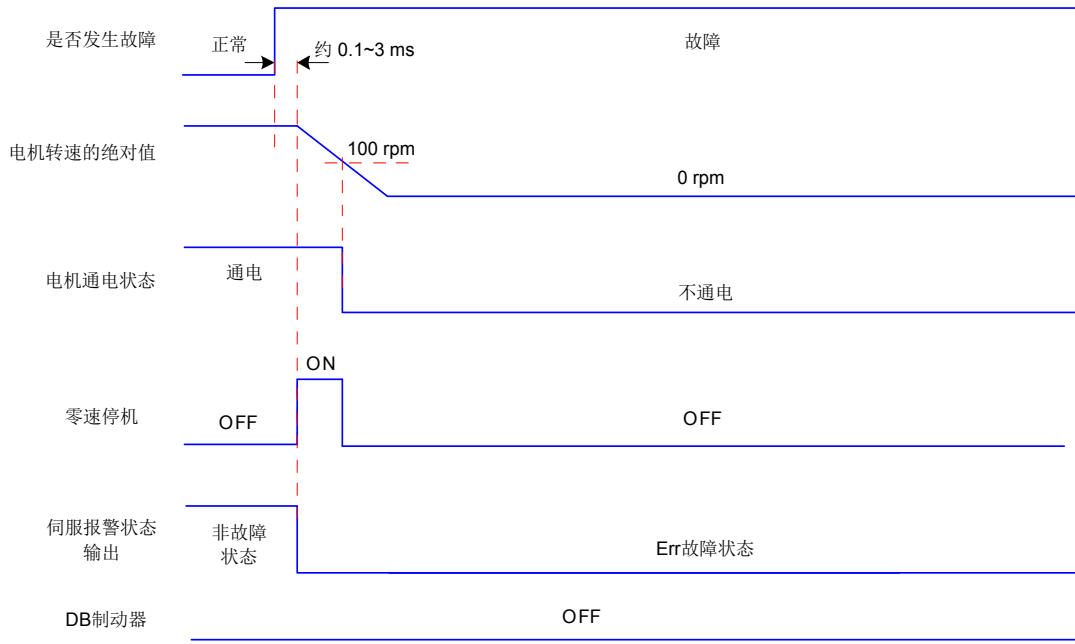 是否发生故障
正常
约 0.1~3 ms
故障
电机转速的绝对值
100 rpm
0 rpm
电机通电状态
通电
不通电
零速停机
OFF
ON
OFF
伺服报警状态
输出
非故障
状态
Err故障状态
DB制动器
OFF